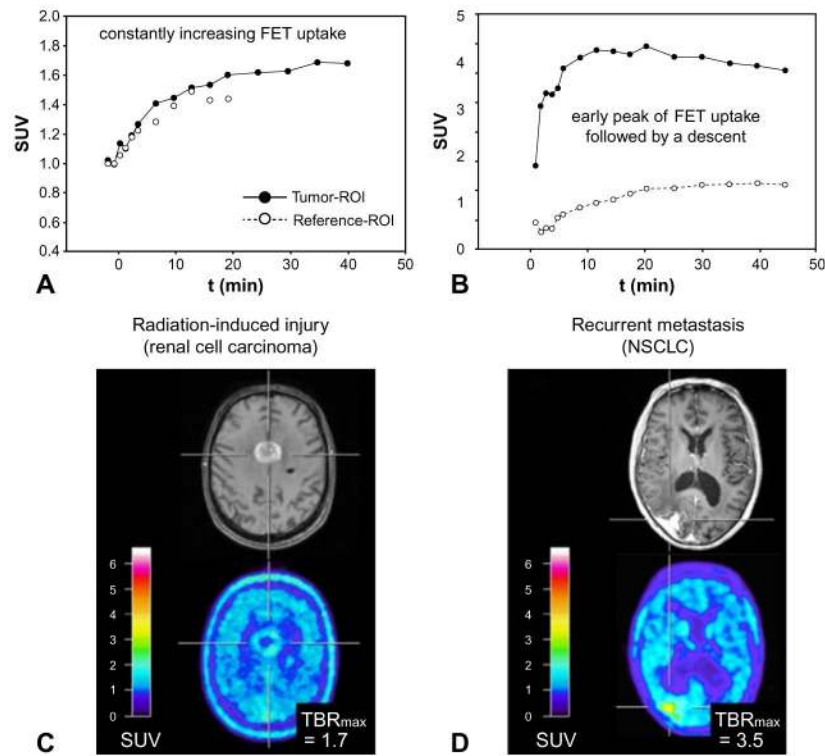 2.0
1.8
1.6
1.4
1.2
1.0
0.8
0.6
0.4
SUV
constantly increasing FET uptake
Tumor-ROI
Reference-ROI
0
10
20
30
40
50
A
t (min)
5
4
4
3
2
1
1
0
SUV
early peak of FET uptake
followed by a descent
0
10
20
30
40
50
B
t (min)
Radiation-induced injury
(renal cell carcinoma)
6
5
4
3
2
1
0
SUV
TBRmax
= 1.7
C
Recurrent metastasis
(NSCLC)
6
5
4
3
2
1
0
SUV
TBRmax
= 3.5
D